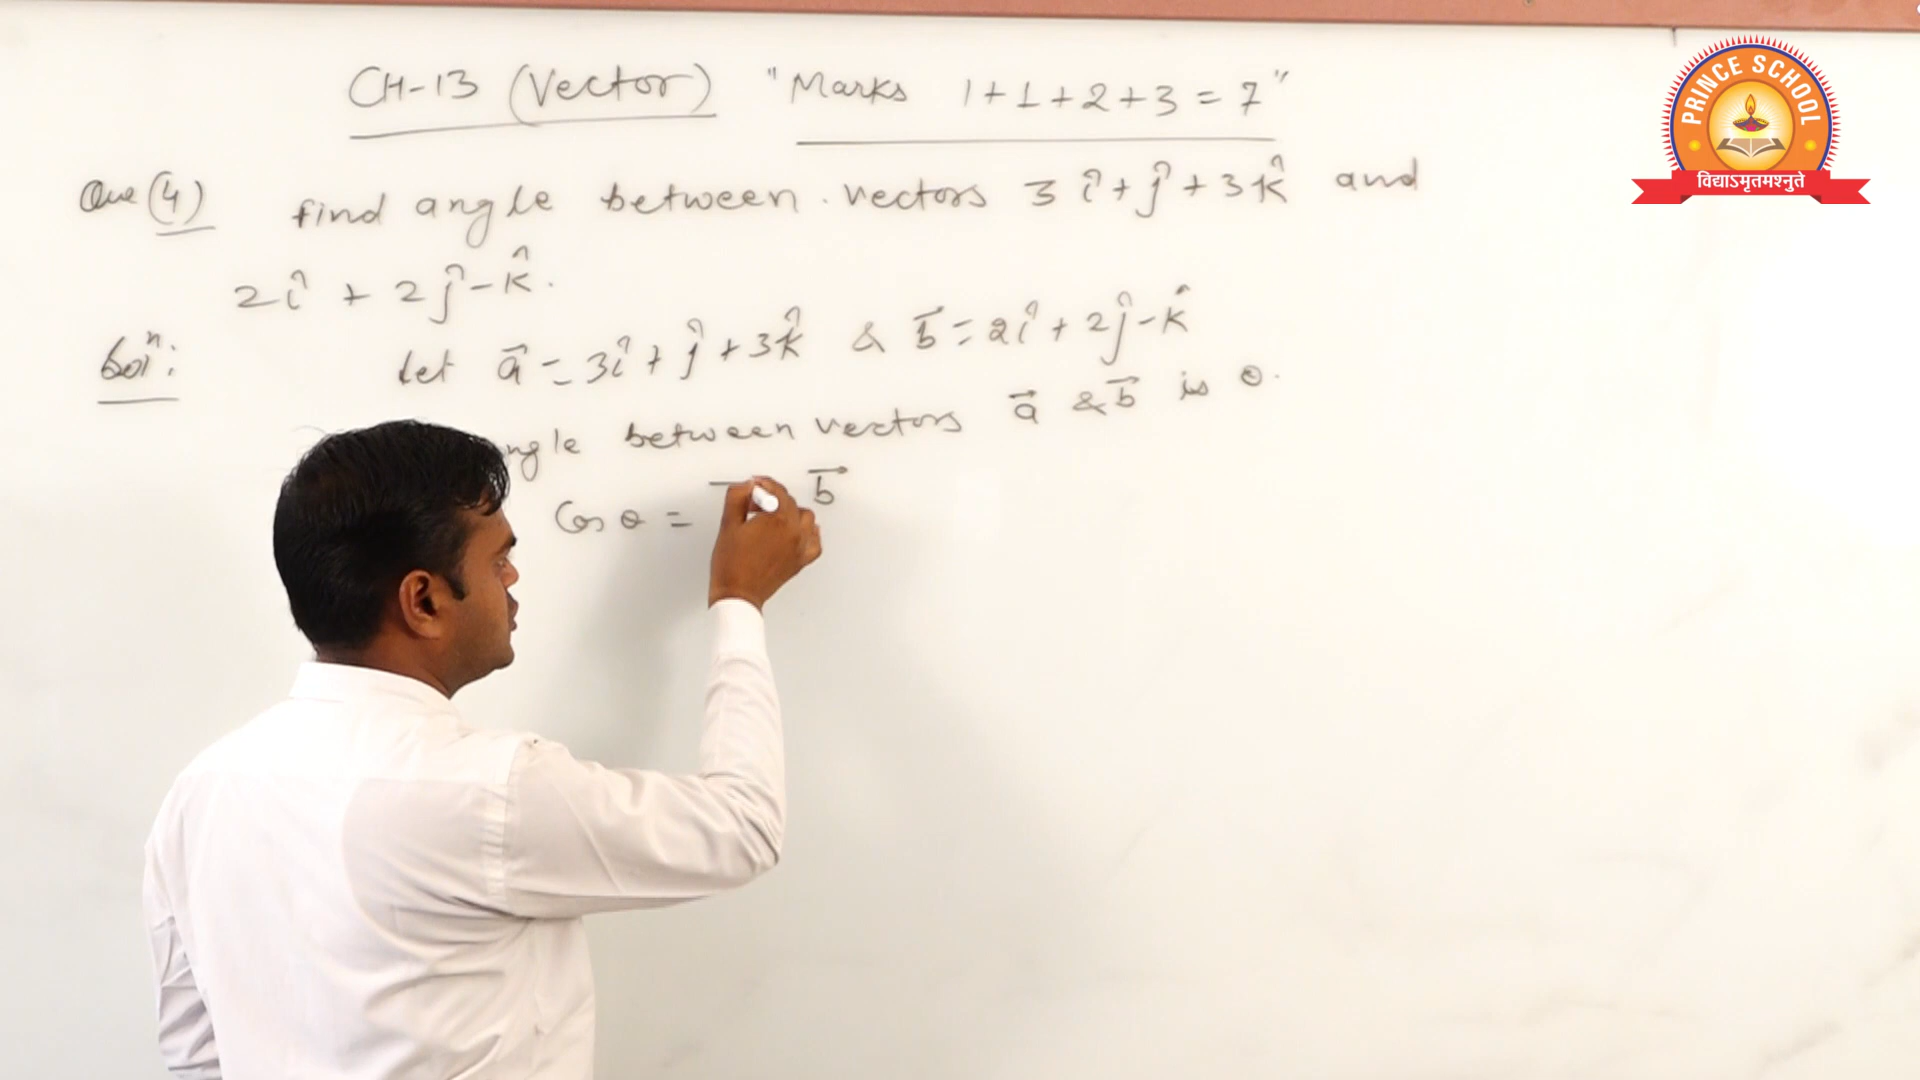 CH-13 (Vector) "Marks 1+1+2+3=7"
Que (4) find angle between vectors 3î+ĵ+3k̂ and
2î + 2ĵ-k̂.
Solⁿ: let a⃗ = 3î+ĵ+3k̂ & b⃗ = 2î+2ĵ-k̂
between vectors a⃗ & b⃗ is θ.
Cos θ = b⃗
PRINCE SCHOOL
विद्याऽमृतमश्नुते